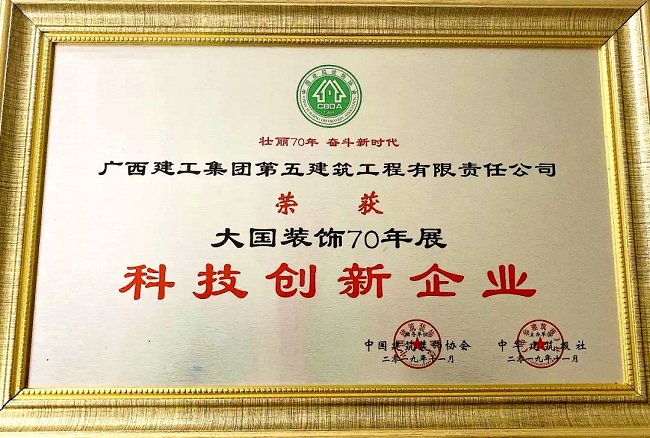 CBDA
壮丽70年 奋斗新时代
广西建工集团第五建筑工程有限责任公司
荣 获
大国装饰70年展
科技创新企业
中国建筑装饰协会
二〇一九年十一月
中华建筑报社
二〇一九年十一月